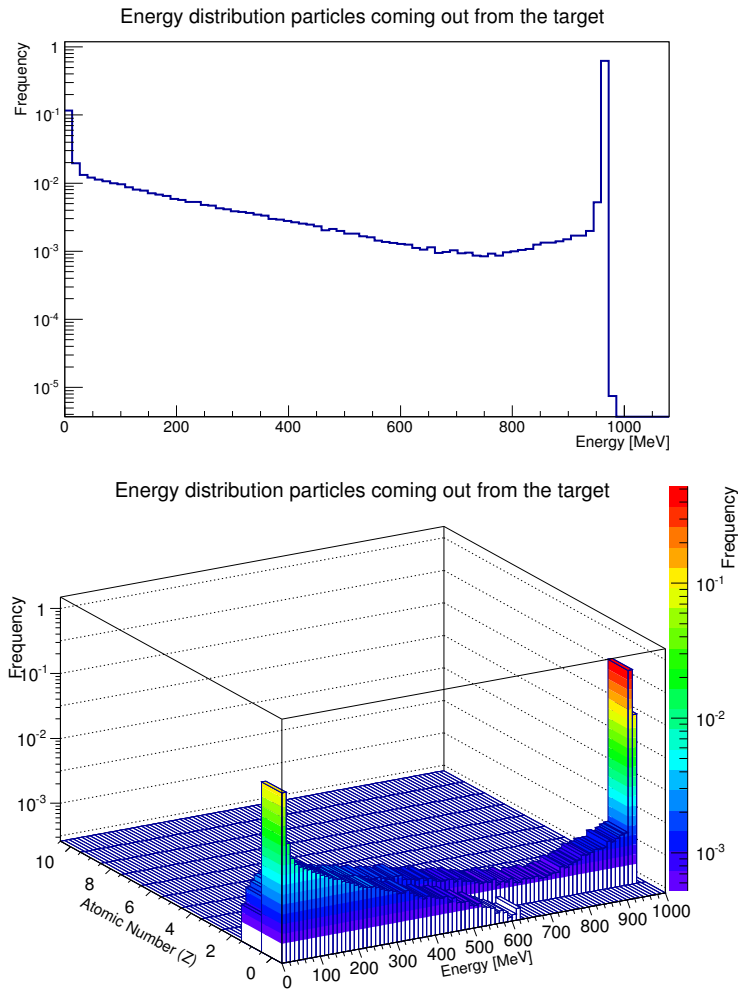 Energy distribution particles coming out from the target
Frequency
1
10-1
10-2
10-3
10-4
10-5
0 200 400 600 800 1000
Energy [MeV]
Energy distribution particles coming out from the target
Frequency
1
10-1
10-2
10-3
10 8 6 4 2 0
Atomic Number (Z)
0 100 200 300 400 500 600 700 800 900 1000
Energy [MeV]
Frequency
10-1
10-2
10-3